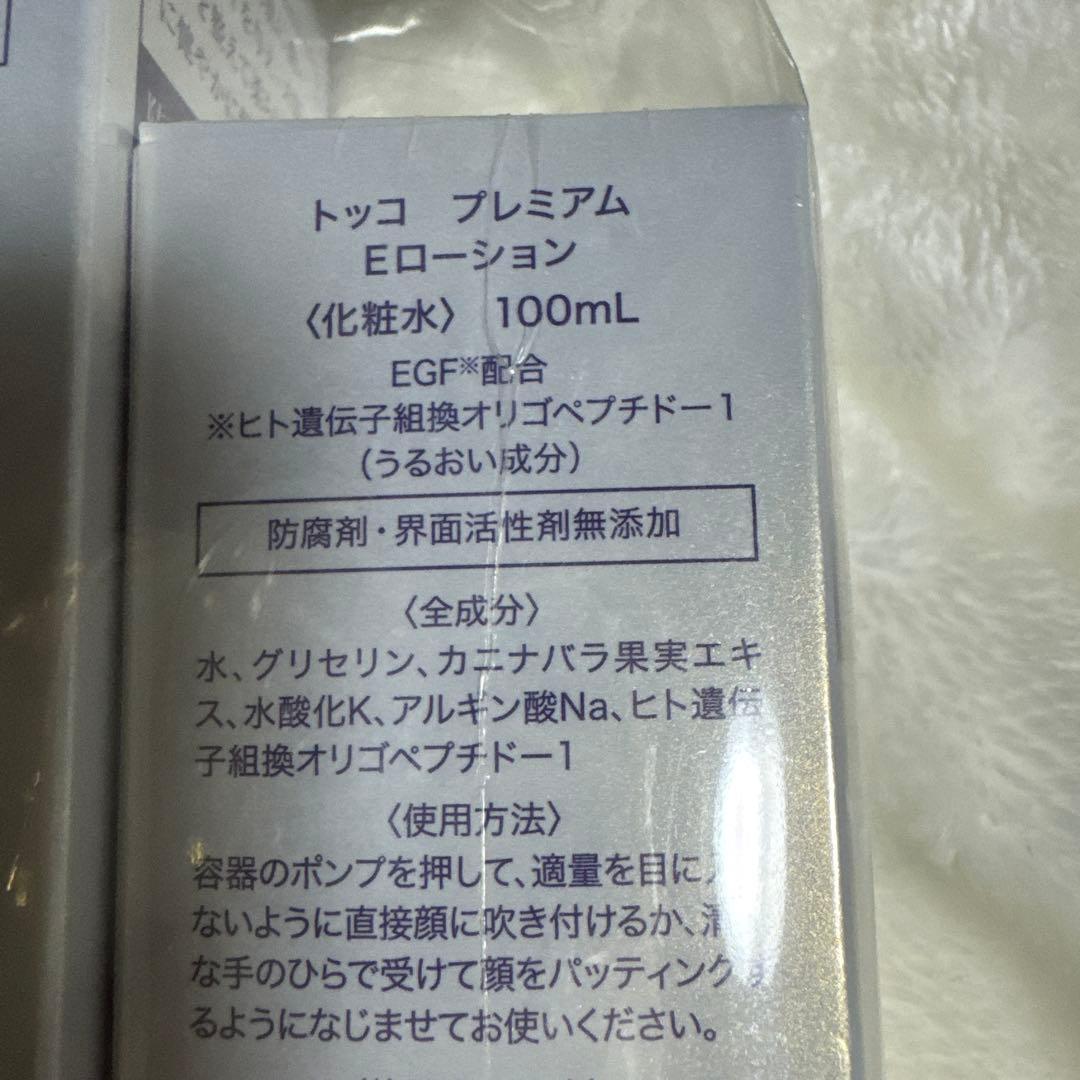 トッコ　プレミアム
Eローション
〈化粧水〉 100mL
EGF※配合
※ヒト遺伝子組換オリゴペプチドー1
(うるおい成分)
防腐剤・界面活性剤無添加
〈全成分〉
水、グリセリン、カニナバラ果実エキ
ス、水酸化K、アルギン酸Na、ヒト遺伝
子組換オリゴペプチドー1
〈使用方法〉
容器のポンプを押して、適量を目に
ないように直接顔に吹き付けるか、清
な手のひらで受けて顔をパッティングす
るようになじませてお使いください。